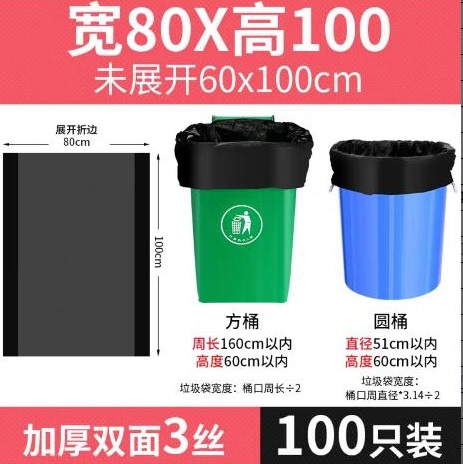 宽80X高100
未展开60x100cm
展开折边
80cm
100cm
方桶
周长160cm以内
高度60cm以内
垃圾袋宽度：桶口周长÷2
圆桶
直径51cm以内
高度60cm以内
垃圾袋宽度：
桶口周直径*3.14÷2
加厚双面3丝
100只装